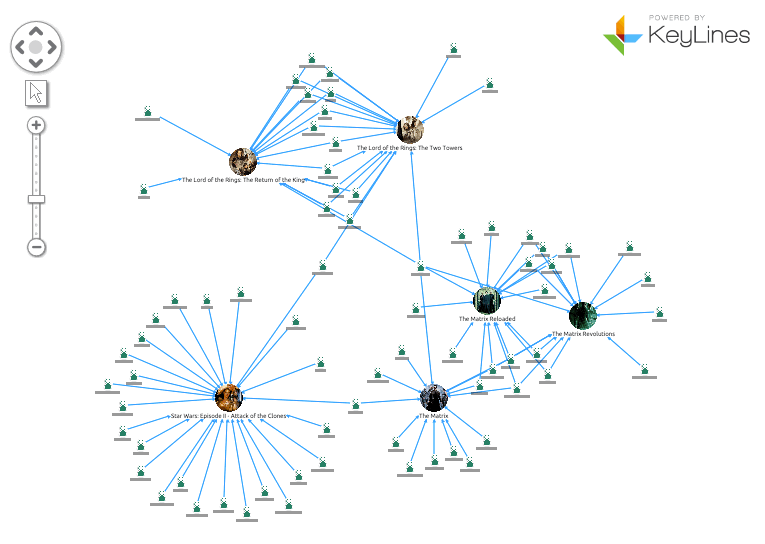 POWERED BY
KeyLines
The Lord of the Rings: The Two Towers
The Lord of the Rings: The Return of the King
The Matrix Reloaded
The Matrix Revolutions
Star Wars: Episode II - Attack of the Clones
The Matrix